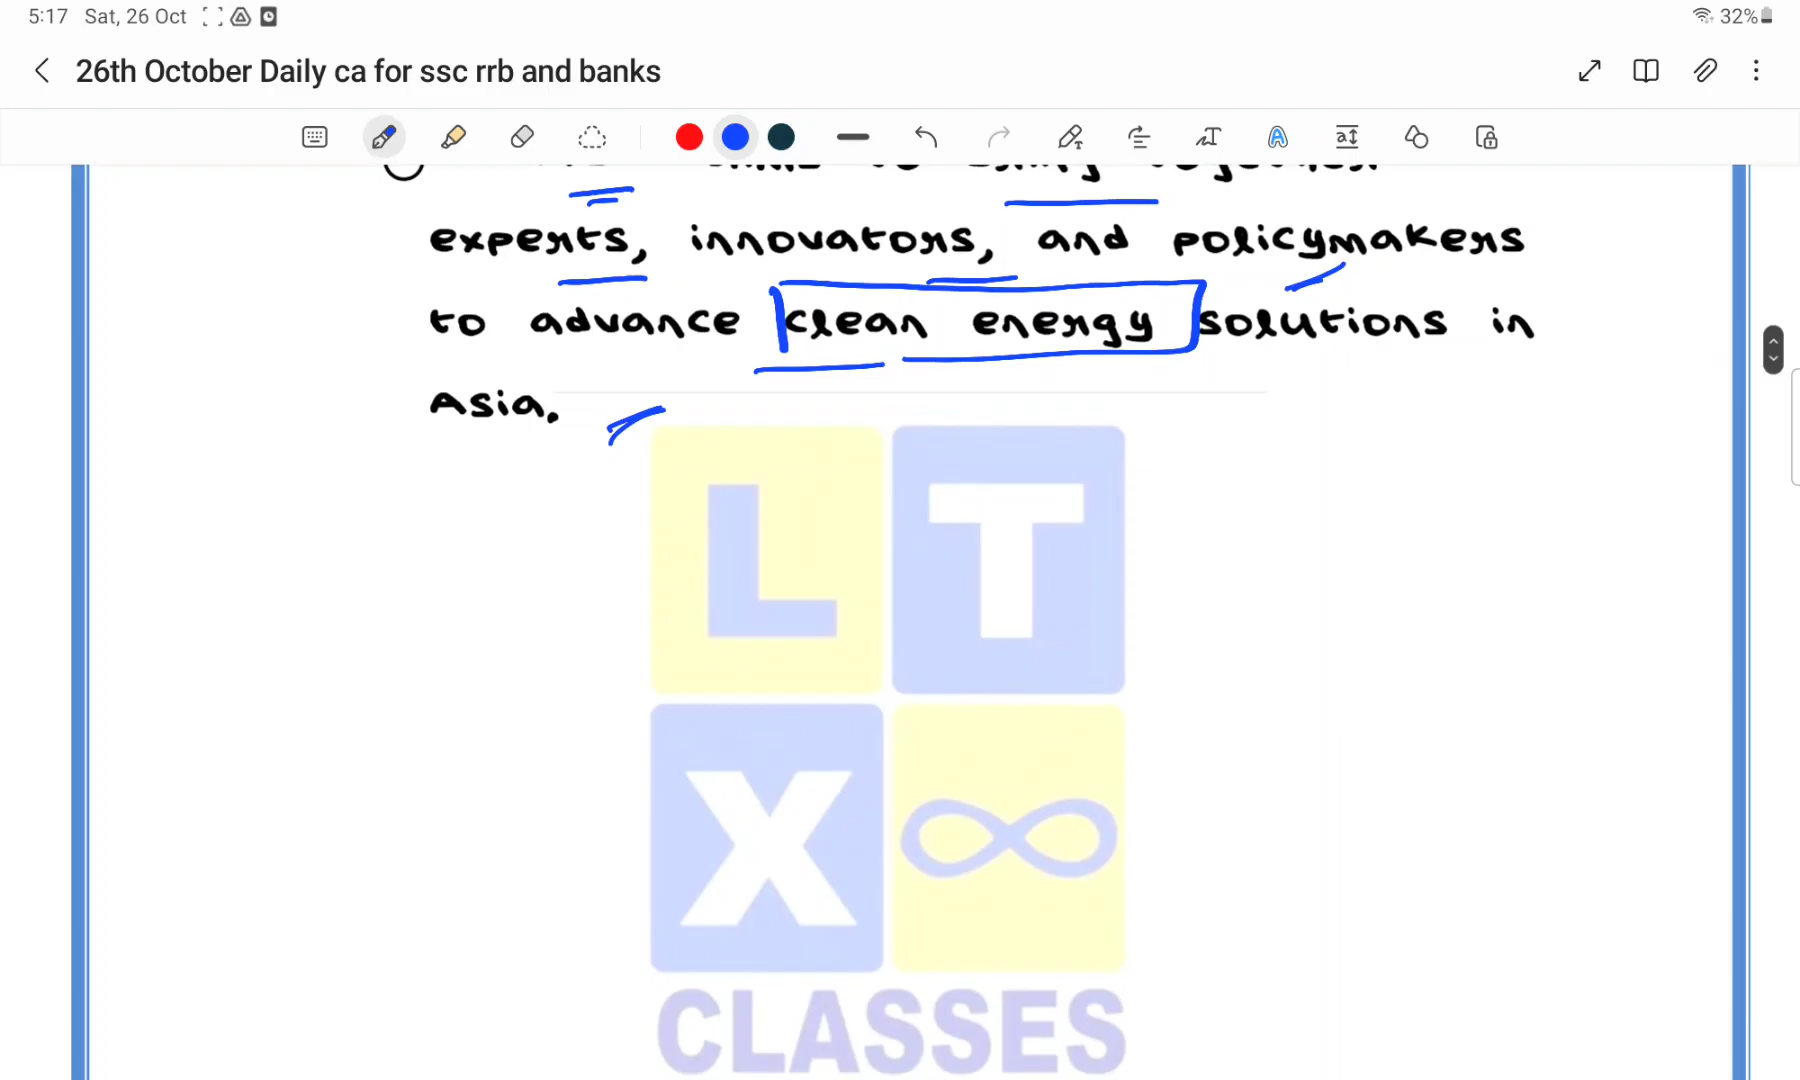 5:17 Sat, 26 Oct
32%
26th October Daily ca for ssc rrb and banks
experts, innovators, and policymakers
to advance clean energy solutions in
Asia.
L T
X ∞
CLASSES